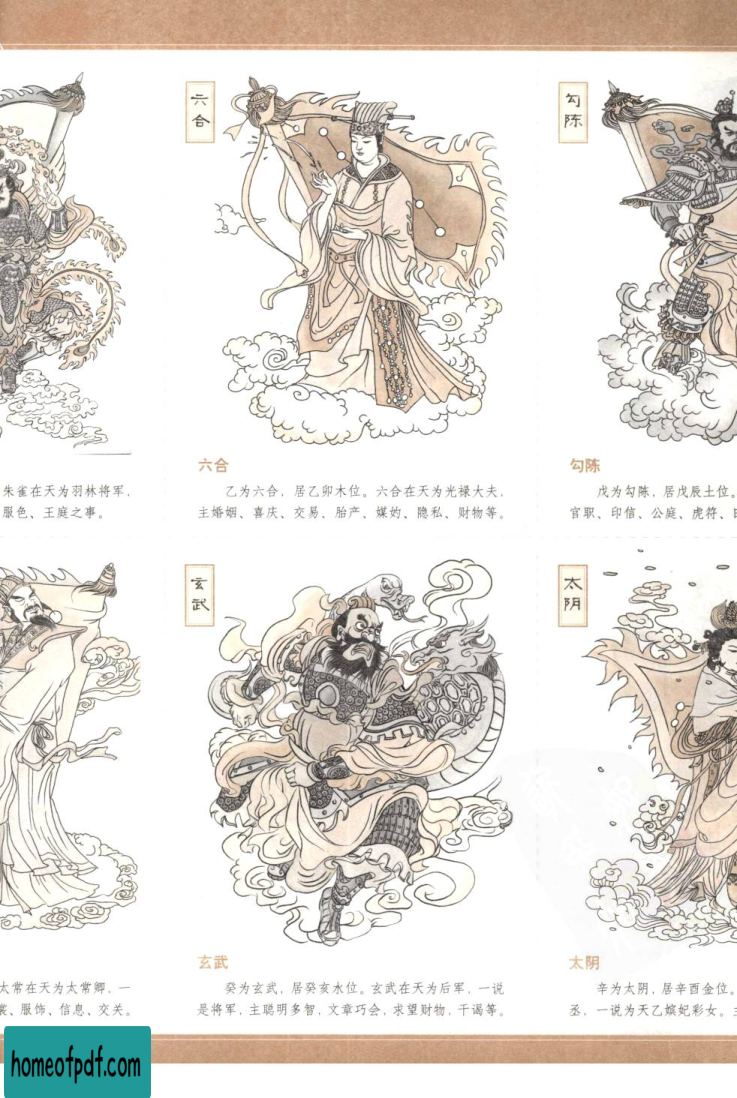 六合
勾陈
六合
勾陈
朱雀在天为羽林将军，
服色、王庭之事。
乙为六合，居乙卯木位。六合在天为光禄大夫，
主婚姻、喜庆、交易、胎产、媒妁、隐私、财物等。
戊为勾陈，居戊辰土位。
官职、印信、公庭、虎符、
玄武
太阴
玄武
太阴
太常在天为太常卿，一
裳、服饰、信息、交关。
癸为玄武，居癸亥水位。玄武在天为后军，一说
是将军，主聪明多智，文章巧会，求望财物，干谒等。
辛为太阴，居辛酉金位。
丞，一说为天乙嫔妃彩女。
homeofpdf.com